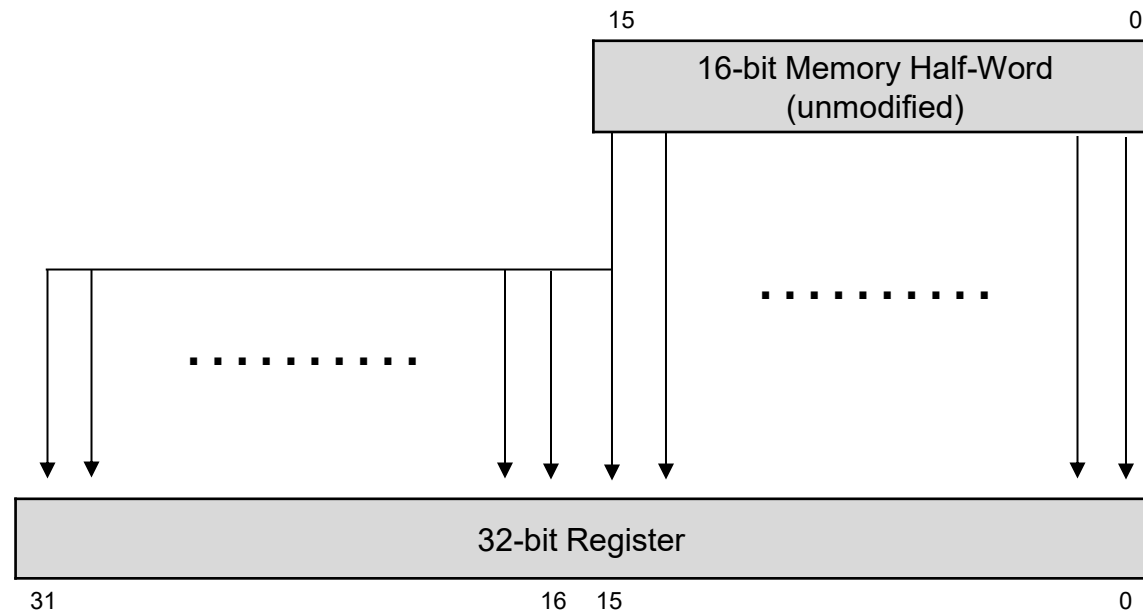 15 0
16-bit Memory Half-Word
(unmodified)
32-bit Register
31 16 15 0